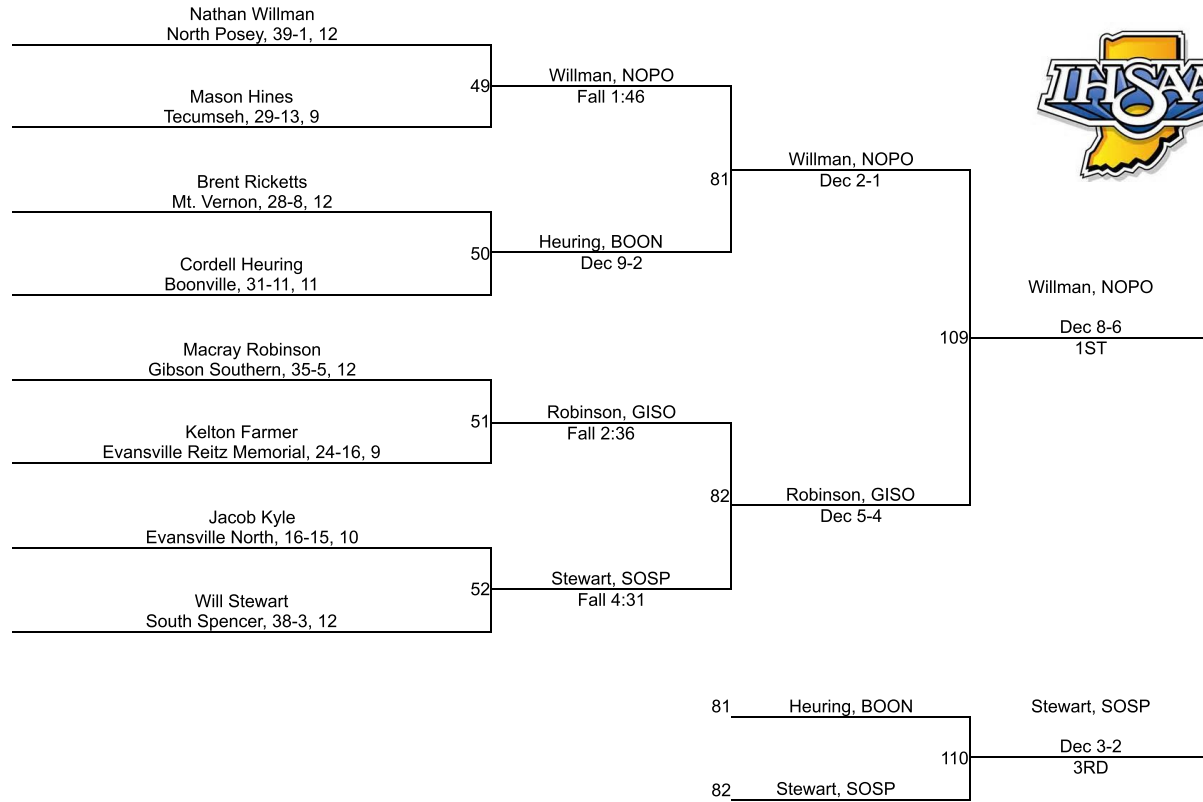 Nathan Willman
North Posey, 39-1, 12
49
Willman, NOPO
Fall 1:46
Mason Hines
Tecumseh, 29-13, 9
81
Willman, NOPO
Dec 2-1
Brent Ricketts
Mt. Vernon, 28-8, 12
50
Heuring, BOON
Dec 9-2
Cordell Heuring
Boonville, 31-11, 11
109
Willman, NOPO
Dec 8-6
1ST
Macray Robinson
Gibson Southern, 35-5, 12
51
Robinson, GISO
Fall 2:36
Kelton Farmer
Evansville Reitz Memorial, 24-16, 9
82
Robinson, GISO
Dec 5-4
Jacob Kyle
Evansville North, 16-15, 10
52
Stewart, SOSP
Fall 4:31
Will Stewart
South Spencer, 38-3, 12
81
Heuring, BOON
110
Stewart, SOSP
Dec 3-2
3RD
82
Stewart, SOSP
IHSAA